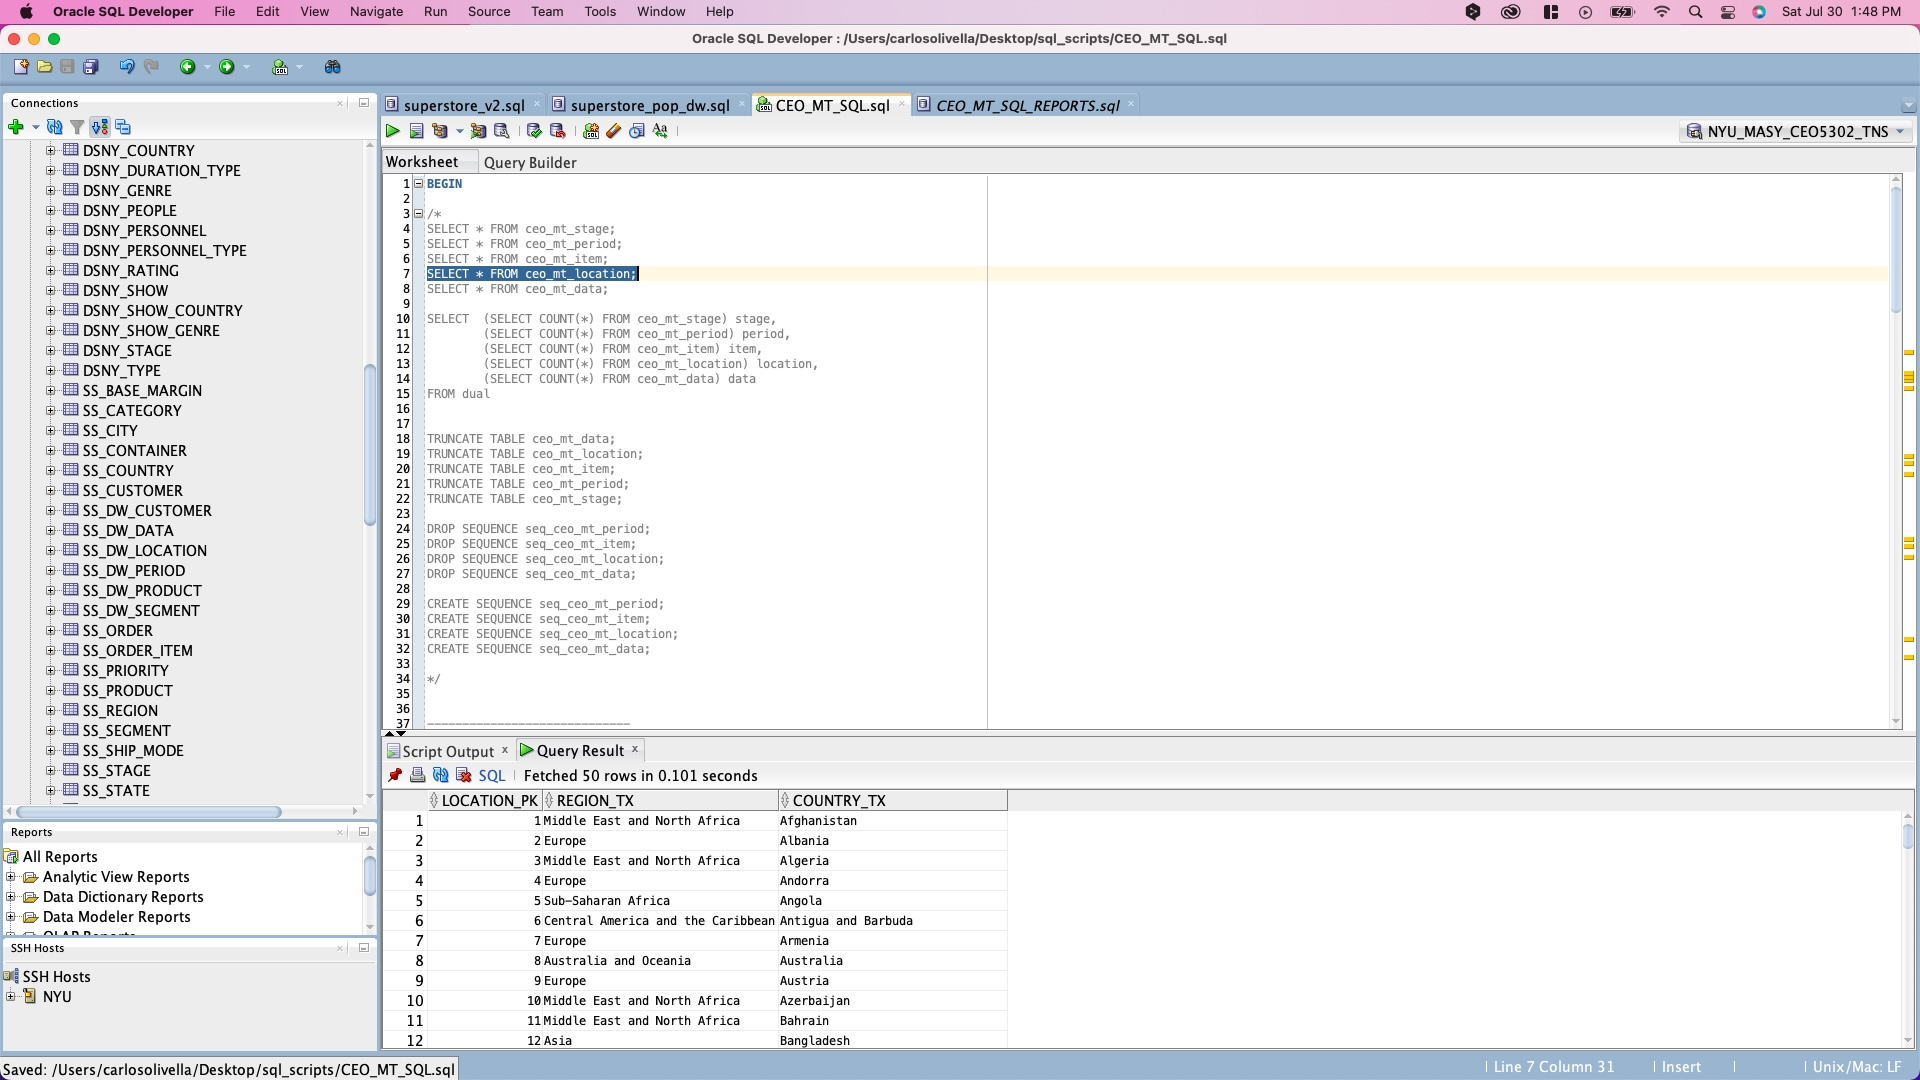 Oracle SQL Developer File Edit View Navigate Run Source Team Tools Window Help Sat Jul 30 1:48 PM
Oracle SQL Developer : /Users/carlosolivella/Desktop/sql_scripts/CEO_MT_SQL.sql
Connections
DSNY_COUNTRY
DSNY_DURATION_TYPE
DSNY_GENRE
DSNY_PEOPLE
DSNY_PERSONNEL
DSNY_PERSONNEL_TYPE
DSNY_RATING
DSNY_SHOW
DSNY_SHOW_COUNTRY
DSNY_SHOW_GENRE
DSNY_STAGE
DSNY_TYPE
SS_BASE_MARGIN
SS_CATEGORY
SS_CITY
SS_CONTAINER
SS_COUNTRY
SS_CUSTOMER
SS_DW_CUSTOMER
SS_DW_DATA
SS_DW_LOCATION
SS_DW_PERIOD
SS_DW_PRODUCT
SS_DW_SEGMENT
SS_ORDER
SS_ORDER_ITEM
SS_PRIORITY
SS_PRODUCT
SS_REGION
SS_SEGMENT
SS_SHIP_MODE
SS_STAGE
SS_STATE
Reports
All Reports
Analytic View Reports
Data Dictionary Reports
Data Modeler Reports
OLAP Reports
SSH Hosts
SSH Hosts
NYU
superstore_v2.sql superstore_pop_dw.sql CEO_MT_SQL.sql CEO_MT_SQL_REPORTS.sql
NYU_MASY_CEO5302_TNS
Worksheet Query Builder
1 BEGIN
2
3 /*
4 SELECT * FROM ceo_mt_stage;
5 SELECT * FROM ceo_mt_period;
6 SELECT * FROM ceo_mt_item;
7 SELECT * FROM ceo_mt_location;
8 SELECT * FROM ceo_mt_data;
9
10 SELECT (SELECT COUNT(*) FROM ceo_mt_stage) stage,
11 (SELECT COUNT(*) FROM ceo_mt_period) period,
12 (SELECT COUNT(*) FROM ceo_mt_item) item,
13 (SELECT COUNT(*) FROM ceo_mt_location) location,
14 (SELECT COUNT(*) FROM ceo_mt_data) data
15 FROM dual
16
17
18 TRUNCATE TABLE ceo_mt_data;
19 TRUNCATE TABLE ceo_mt_location;
20 TRUNCATE TABLE ceo_mt_item;
21 TRUNCATE TABLE ceo_mt_period;
22 TRUNCATE TABLE ceo_mt_stage;
23
24 DROP SEQUENCE seq_ceo_mt_period;
25 DROP SEQUENCE seq_ceo_mt_item;
26 DROP SEQUENCE seq_ceo_mt_location;
27 DROP SEQUENCE seq_ceo_mt_data;
28
29 CREATE SEQUENCE seq_ceo_mt_period;
30 CREATE SEQUENCE seq_ceo_mt_item;
31 CREATE SEQUENCE seq_ceo_mt_location;
32 CREATE SEQUENCE seq_ceo_mt_data;
33
34 */
35
36
37 -----------------------------
Script Output Query Result
SQL Fetched 50 rows in 0.101 seconds
LOCATION_PK REGION_TX COUNTRY_TX
1 1 Middle East and North Africa Afghanistan
2 2 Europe Albania
3 3 Middle East and North Africa Algeria
4 4 Europe Andorra
5 5 Sub-Saharan Africa Angola
6 6 Central America and the Caribbean Antigua and Barbuda
7 7 Europe Armenia
8 8 Australia and Oceania Australia
9 9 Europe Austria
10 10 Middle East and North Africa Azerbaijan
11 11 Middle East and North Africa Bahrain
12 12 Asia Bangladesh
Saved: /Users/carlosolivella/Desktop/sql_scripts/CEO_MT_SQL.sql
Line 7 Column 31 Insert Unix/Mac: LF